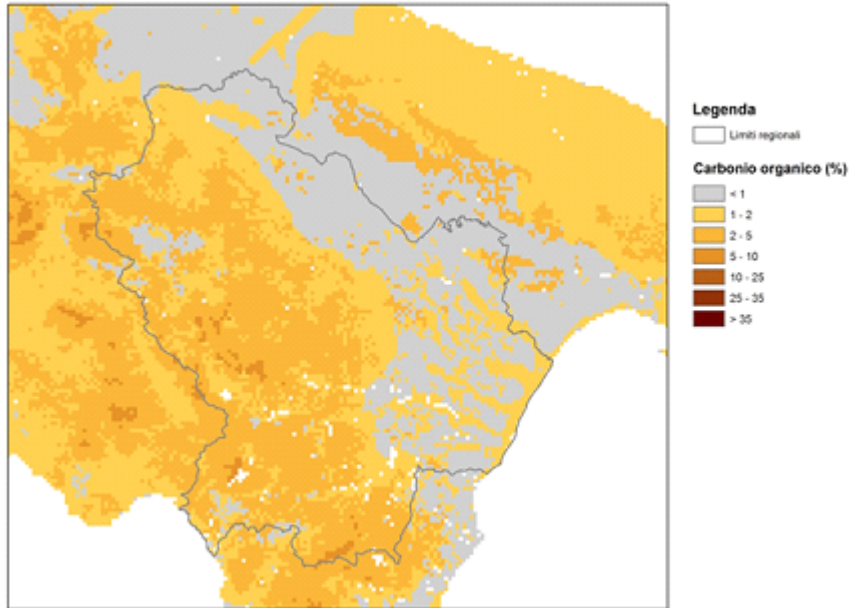 Legenda
Limiti regionali
Carbonio organico (%)
< 1
1 - 2
2 - 5
5 - 10
10 - 25
25 - 35
> 35